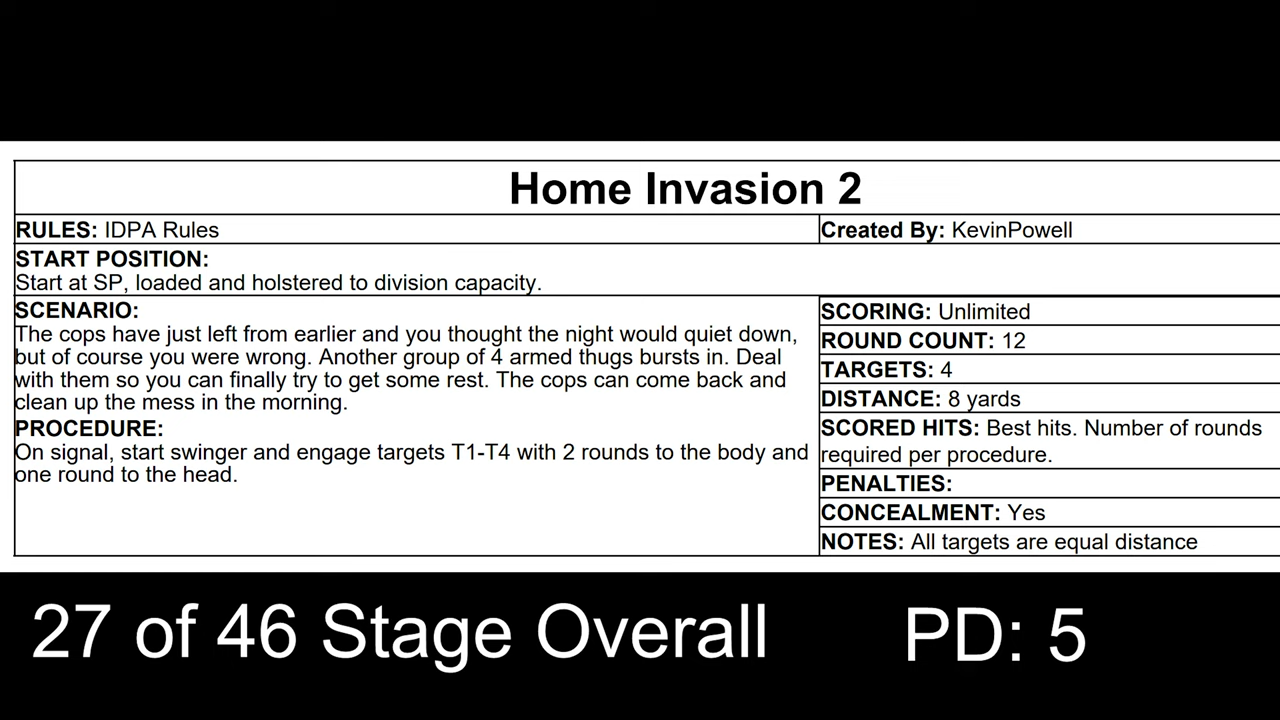 Home Invasion 2
RULES: IDPA Rules
Created By: KevinPowell
START POSITION:
Start at SP, loaded and holstered to division capacity.
SCENARIO:
The cops have just left from earlier and you thought the night would quiet down,
but of course you were wrong. Another group of 4 armed thugs bursts in. Deal
with them so you can finally try to get some rest. The cops can come back and
clean up the mess in the morning.
PROCEDURE:
On signal, start swinger and engage targets T1-T4 with 2 rounds to the body and
one round to the head.
SCORING: Unlimited
ROUND COUNT: 12
TARGETS: 4
DISTANCE: 8 yards
SCORED HITS: Best hits. Number of rounds
required per procedure.
PENALTIES:
CONCEALMENT: Yes
NOTES: All targets are equal distance
27 of 46 Stage Overall
PD: 5